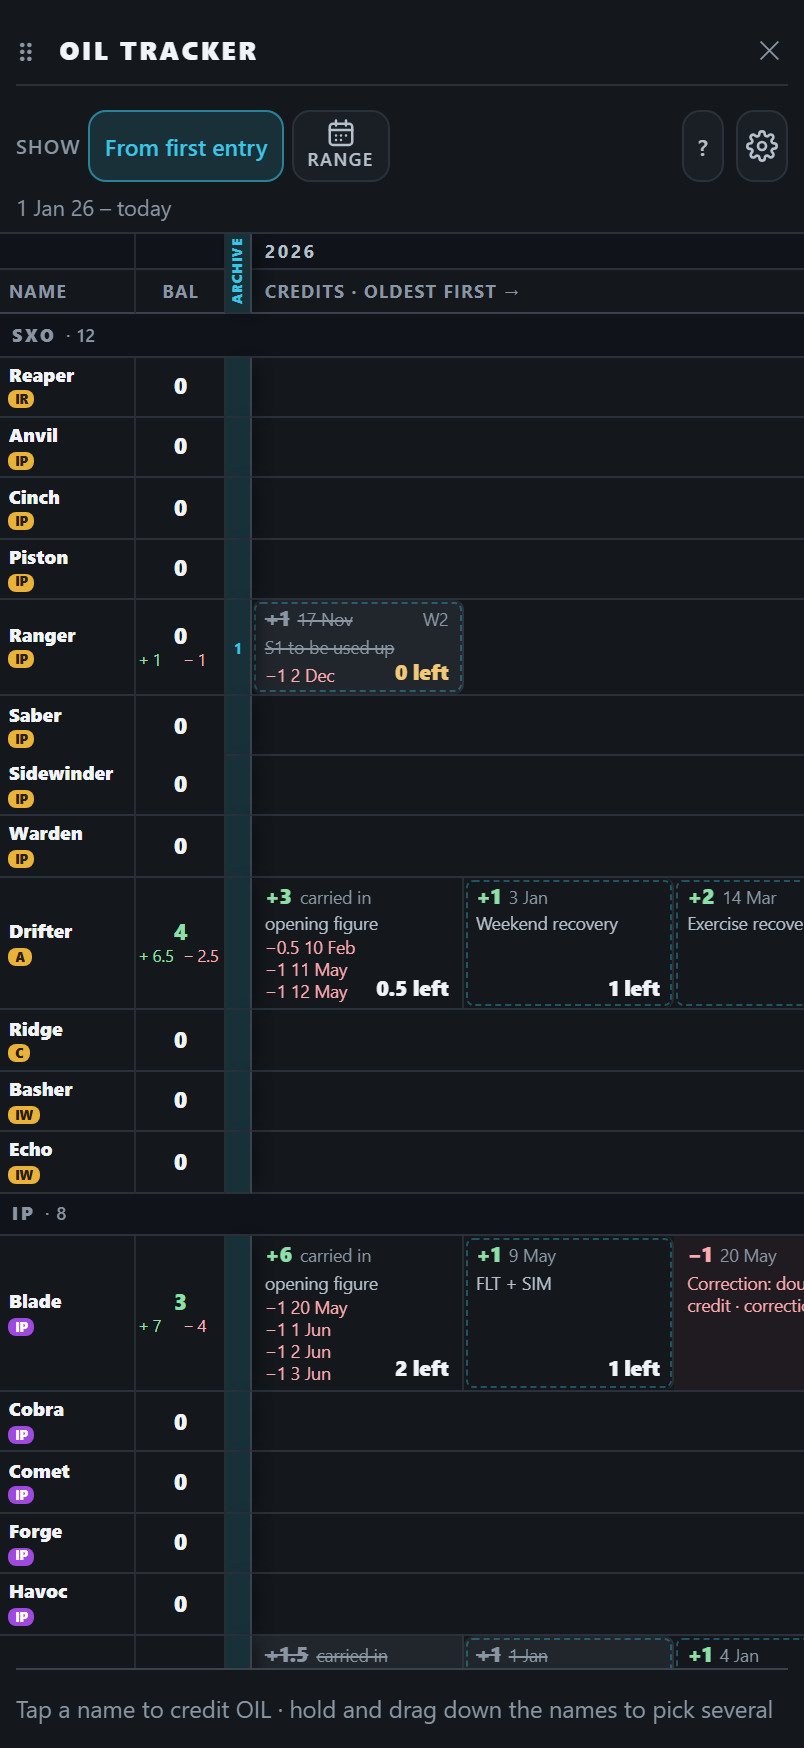 OIL TRACKER
SHOW From first entry RANGE ?
1 Jan 26 – today
ARCHIVE
2026
NAME BAL CREDITS · OLDEST FIRST →
SXO · 12
Reaper
IR
0
Anvil
IP
0
Cinch
IP
0
Piston
IP
0
Ranger
IP
0
+ 1 − 1
1
+1 17 Nov W2
S1 to be used up
−1 2 Dec 0 left
Saber
IP
0
Sidewinder
IP
0
Warden
IP
0
Drifter
A
4
+ 6.5 − 2.5
+3 carried in
opening figure
−0.5 10 Feb
−1 11 May
−1 12 May 0.5 left
+1 3 Jan
Weekend recovery
1 left
+2 14 Mar
Exercise recove
Ridge
C
0
Basher
IW
0
Echo
IW
0
IP · 8
Blade
IP
3
+ 7 − 4
+6 carried in
opening figure
−1 20 May
−1 1 Jun
−1 2 Jun
−1 3 Jun 2 left
+1 9 May
FLT + SIM
1 left
−1 20 May
Correction: dou
credit · correctio
Cobra
IP
0
Comet
IP
0
Forge
IP
0
Havoc
IP
0
+1.5 carried in
+1 1 Jan
+1 4 Jan
Tap a name to credit OIL · hold and drag down the names to pick several